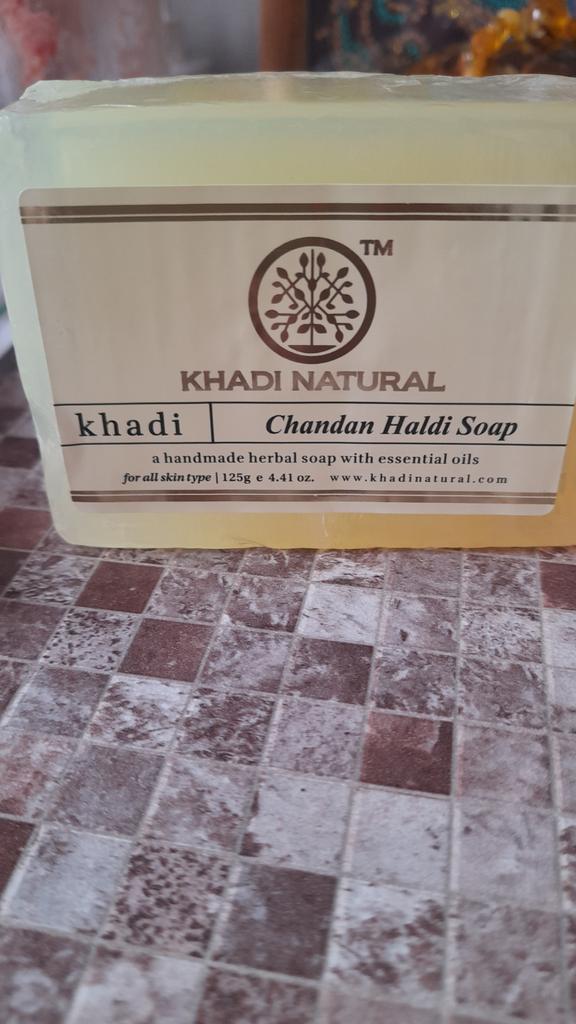 TM
KHADI NATURAL
khadi | Chandan Haldi Soap
a handmade herbal soap with essential oils
for all skin type | 125g e 4.41 oz. www.khadinatural.com